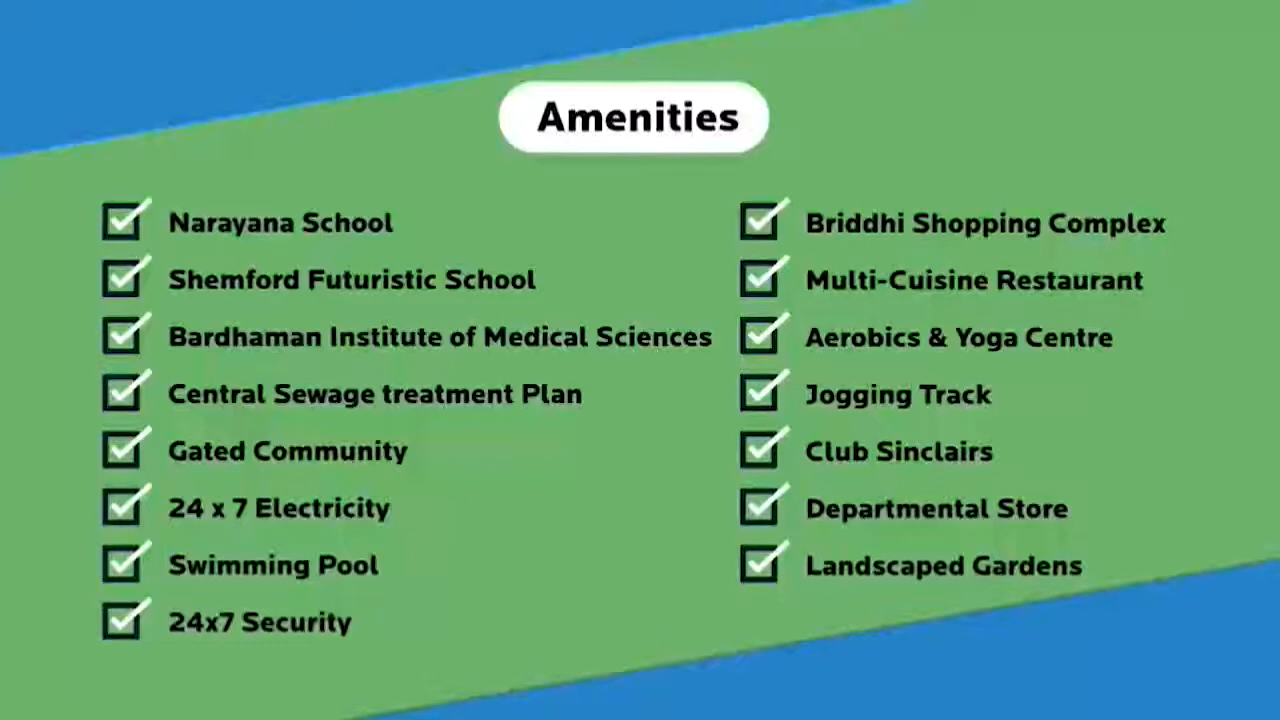 Amenities
Narayana School
Shemford Futuristic School
Bardhaman Institute of Medical Sciences
Central Sewage treatment Plan
Gated Community
24 x 7 Electricity
Swimming Pool
24x7 Security
Briddhi Shopping Complex
Multi-Cuisine Restaurant
Aerobics & Yoga Centre
Jogging Track
Club Sinclairs
Departmental Store
Landscaped Gardens